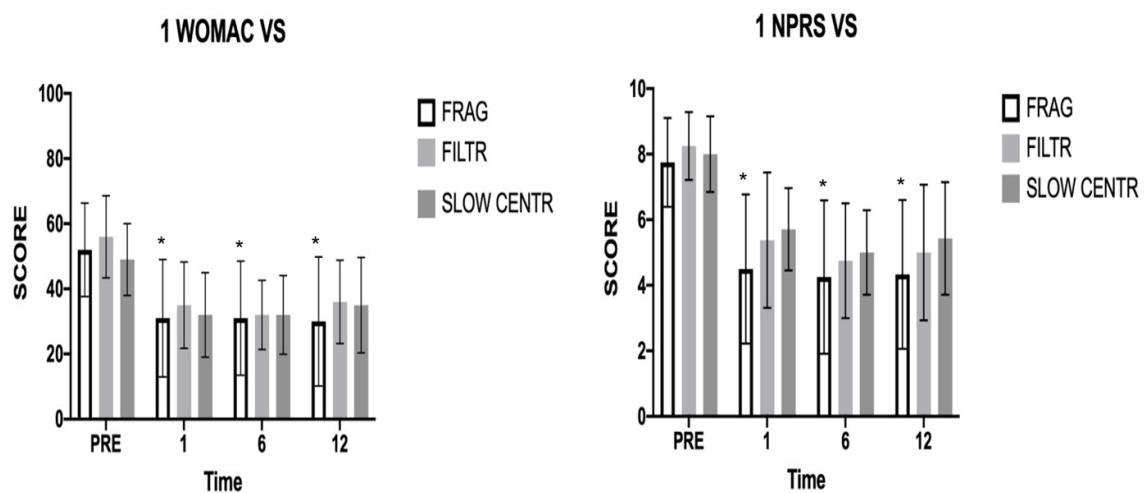 1 WOMAC VS
SCORE
100
80
60
40
20
0
* * *
PRE 1 6 12
Time
FRAG
FILTR
SLOW CENTR
1 NPRS VS
SCORE
10
8
6
4
2
0
* * *
PRE 1 6 12
Time
FRAG
FILTR
SLOW CENTR